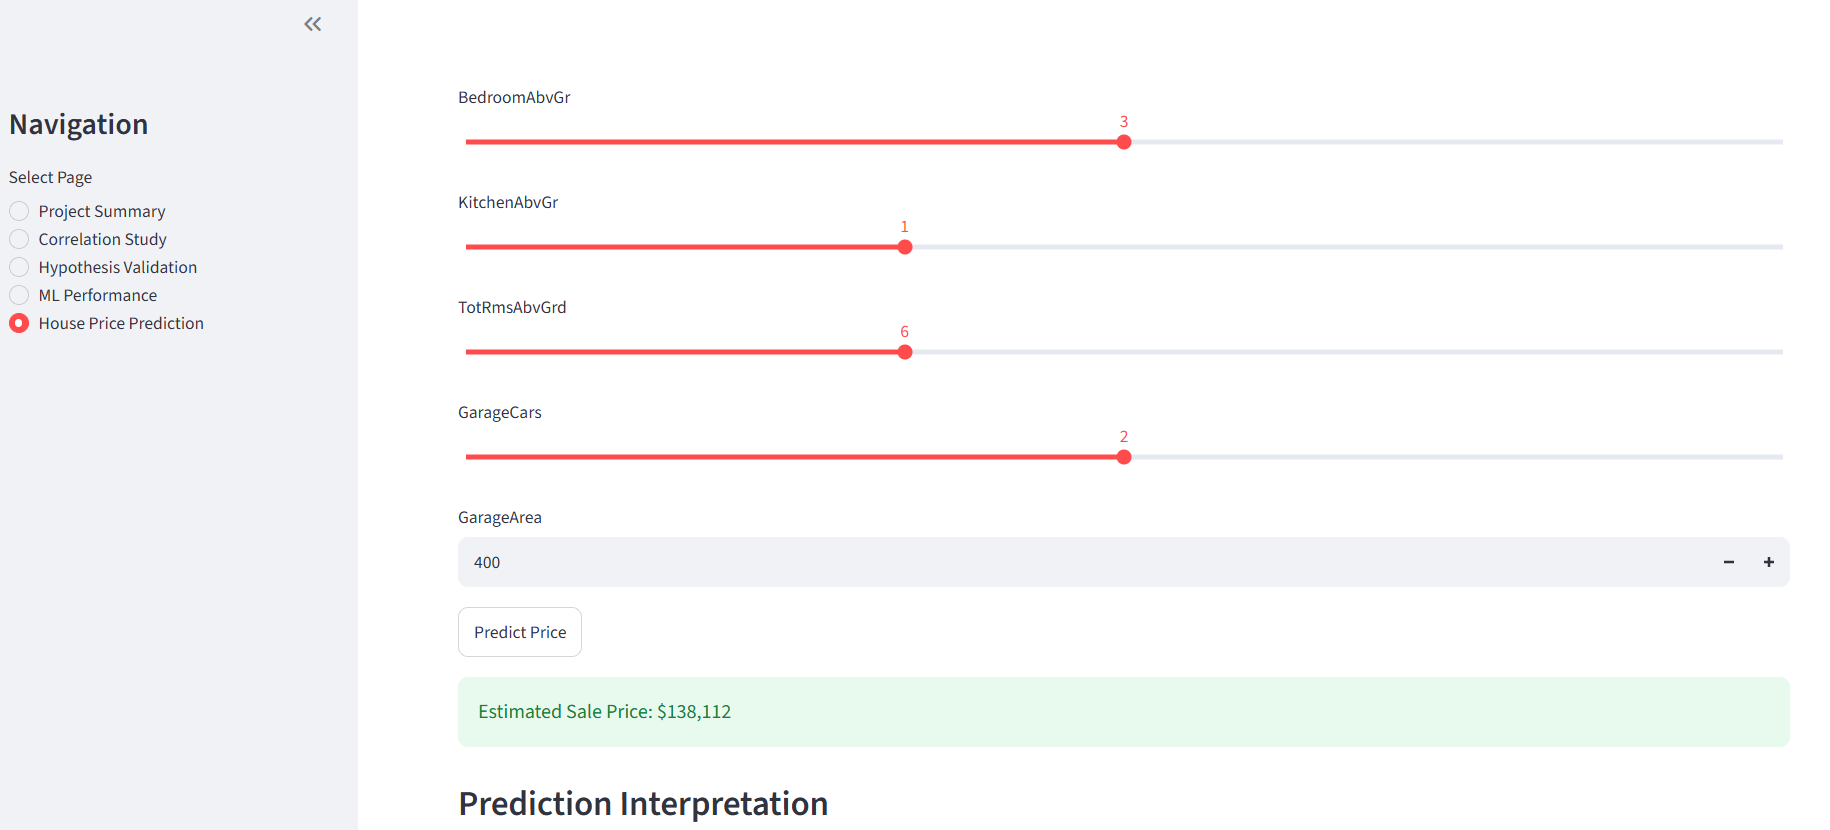 Navigation
Select Page
Project Summary
Correlation Study
Hypothesis Validation
ML Performance
House Price Prediction
BedroomAbvGr
3
KitchenAbvGr
1
TotRmsAbvGrd
6
GarageCars
2
GarageArea
400
Predict Price
Estimated Sale Price: $138,112
Prediction Interpretation